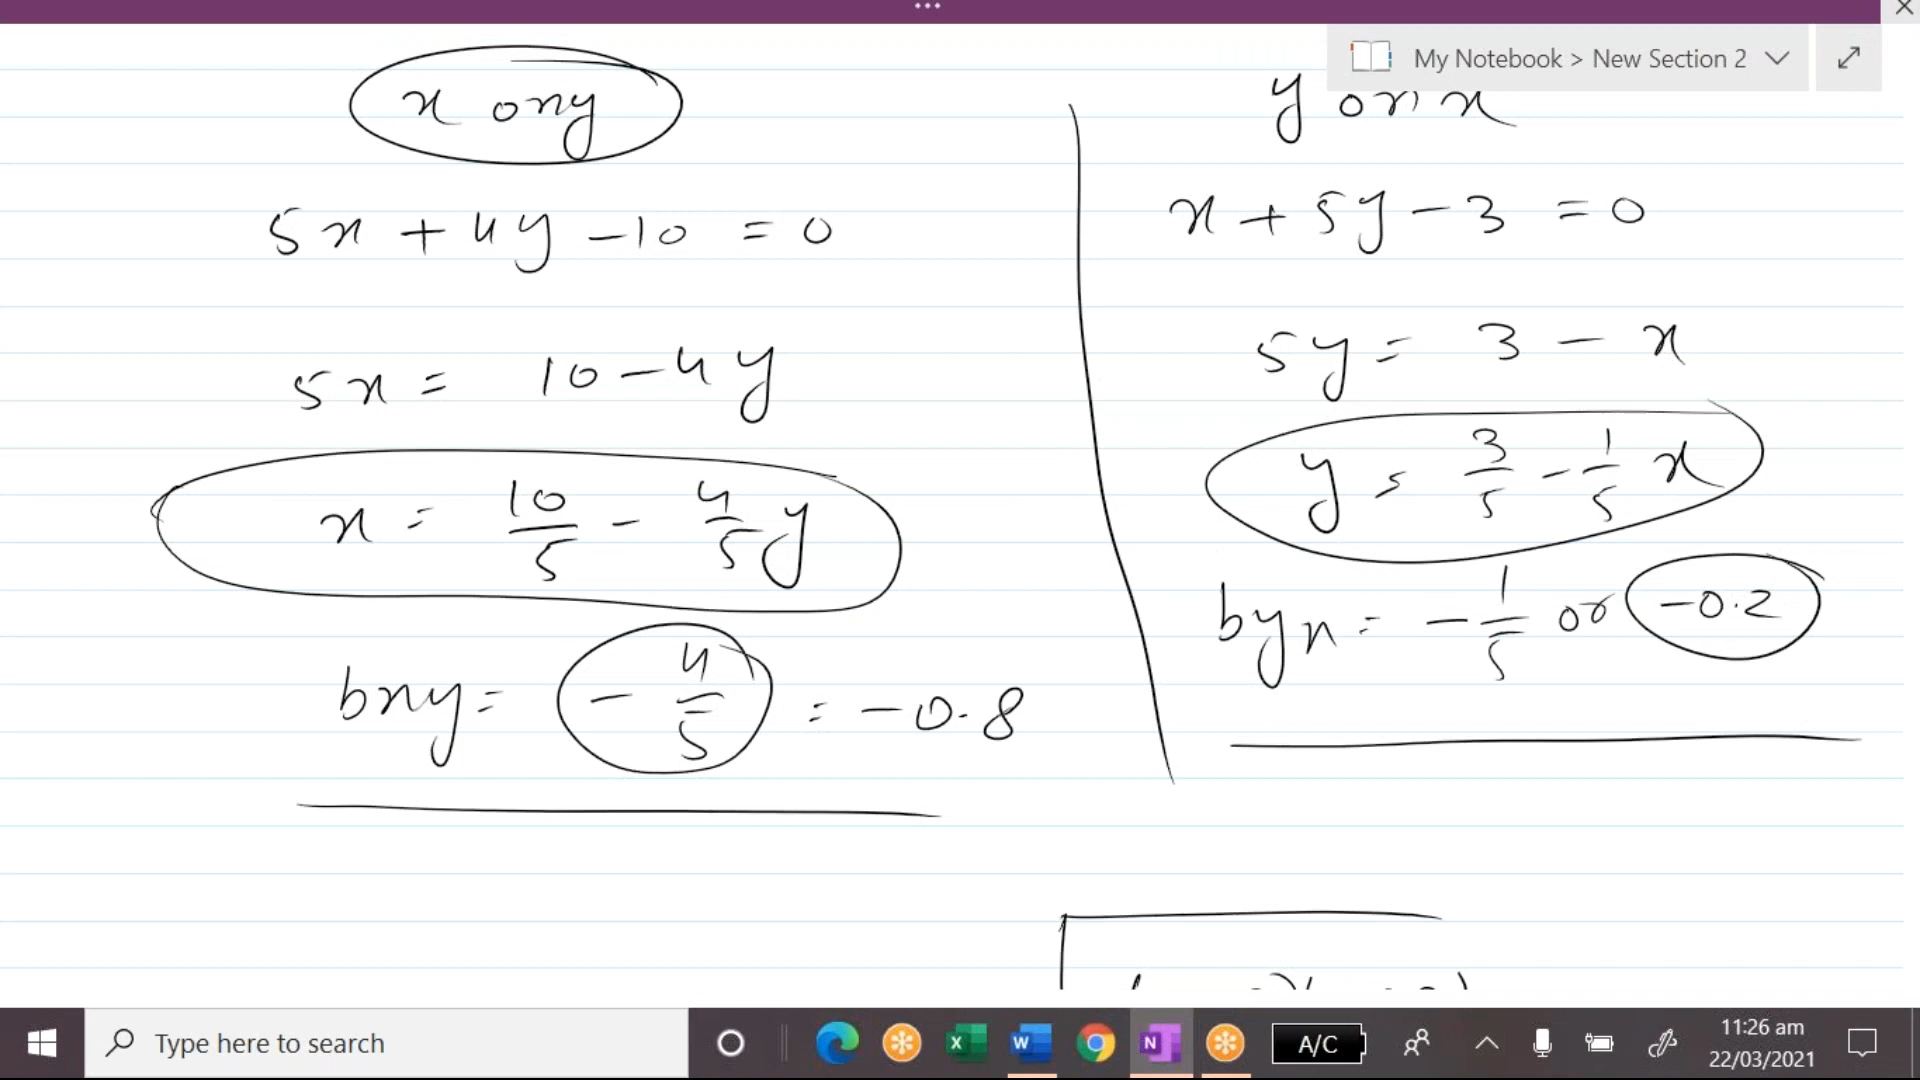 My Notebook > New Section 2
x on y
5x + 4y - 10 = 0
5x = 10 - 4y
x = 10/5 - 4/5 y
bxy = - 4/5 = -0.8
y on x
x + 5y - 3 = 0
5y = 3 - x
y = 3/5 - 1/5 x
byx = - 1/5 or -0.2
Type here to search
A/C
11:26 am
22/03/2021